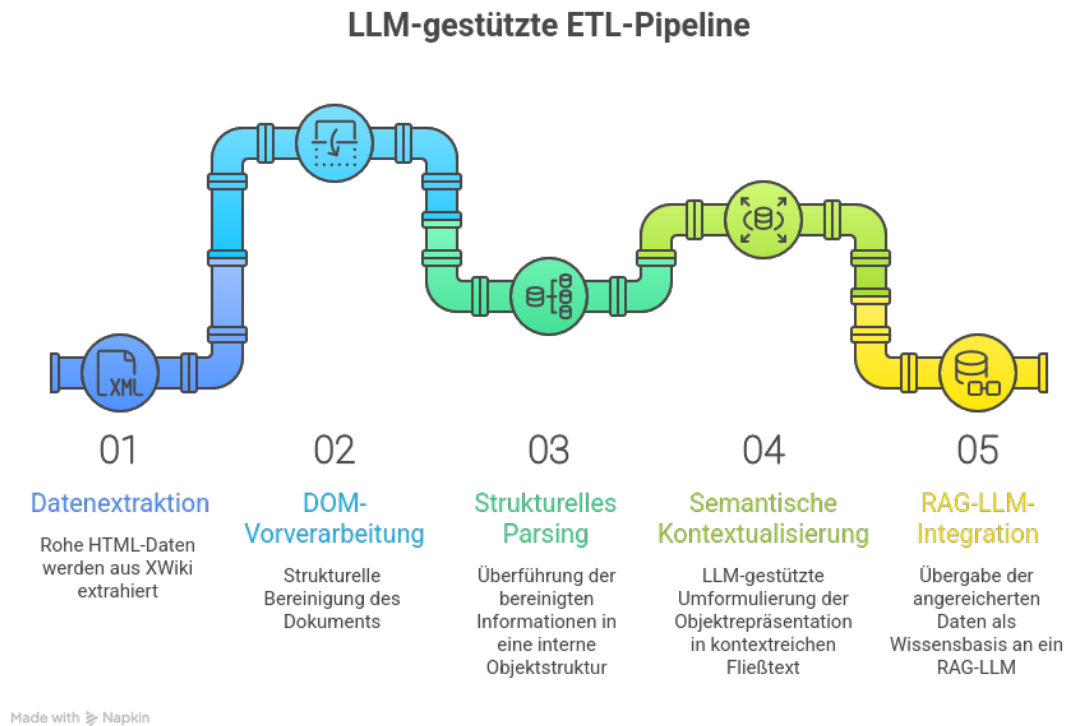 LLM-gestützte ETL-Pipeline
XML
01
Datenextraktion
Rohe HTML-Daten
werden aus XWiki
extrahiert
02
DOM-
Vorverarbeitung
Strukturelle
Bereinigung des
Dokuments
03
Strukturelles
Parsing
Überführung der
bereinigten
Informationen in
eine interne
Objektstruktur
04
Semantische
Kontextualisierung
LLM-gestützte
Umformulierung der
Objektrepräsentation
in kontextreichen
Fließtext
05
RAG-LLM-
Integration
Übergabe der
angereicherten
Daten als
Wissensbasis an ein
RAG-LLM
Made with Napkin